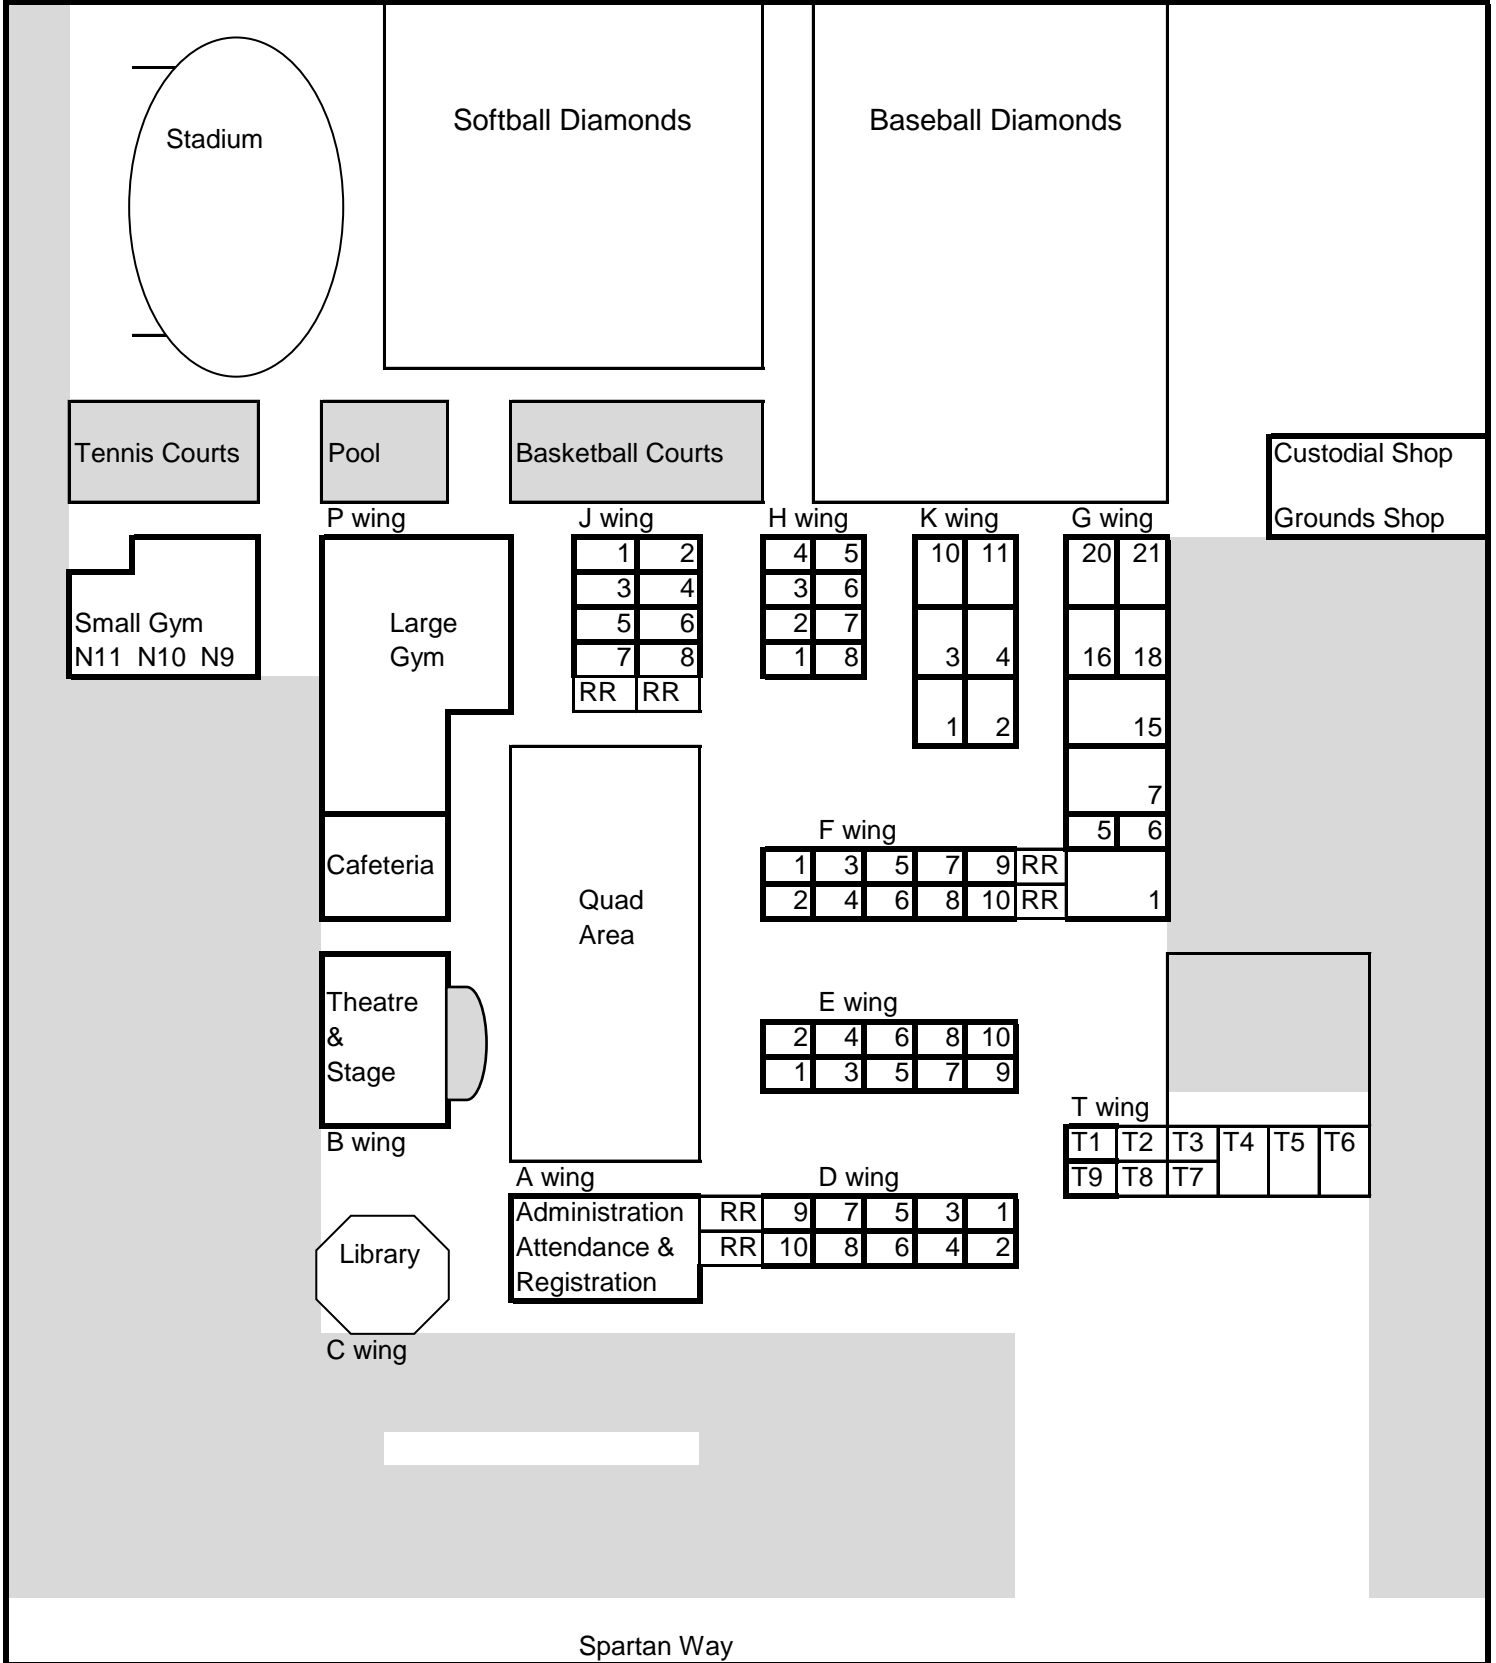 Softball Diamonds
Baseball Diamonds
Stadium
Tennis Courts
Pool
Basketball Courts
Custodial Shop
Grounds Shop
P wing
J wing
H wing
K wing
G wing
1 2
3 4
5 6
7 8
RR RR
4 5
3 6
2 7
1 8
10 11
3 4
1 2
20 21
16 18
15
7
5 6
1
Small Gym
N11 N10 N9
Large
Gym
Cafeteria
F wing
1 3 5 7 9 RR
2 4 6 8 10 RR
Quad
Area
Theatre
&
Stage
B wing
E wing
2 4 6 8 10
1 3 5 7 9
T wing
T1 T2 T3 T4 T5 T6
T9 T8 T7
A wing
D wing
Administration
Attendance &
Registration
RR 9 7 5 3 1
RR 10 8 6 4 2
Library
C wing
Spartan Way